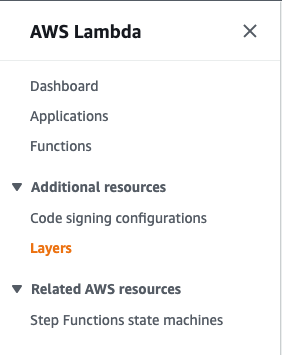 AWS Lambda
Dashboard
Applications
Functions
Additional resources
Code signing configurations
Layers
Related AWS resources
Step Functions state machines